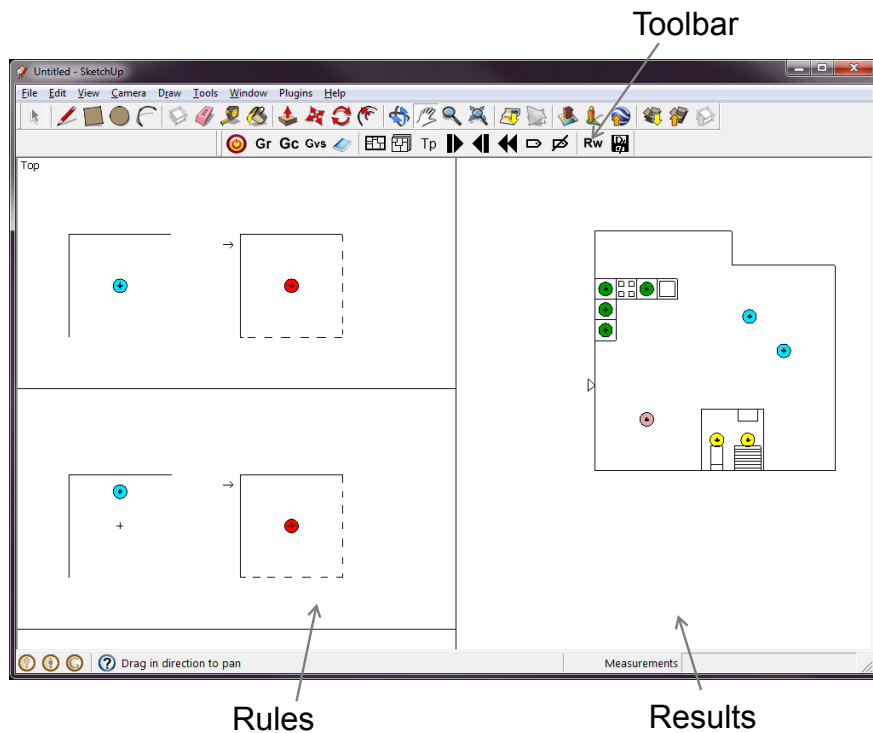 Toolbar
Untitled - SketchUp
File Edit View Camera Draw Tools Window Plugins Help
Gr Gc Gvs Tp Rw
Top
Drag in direction to pan
Measurements
Rules
Results